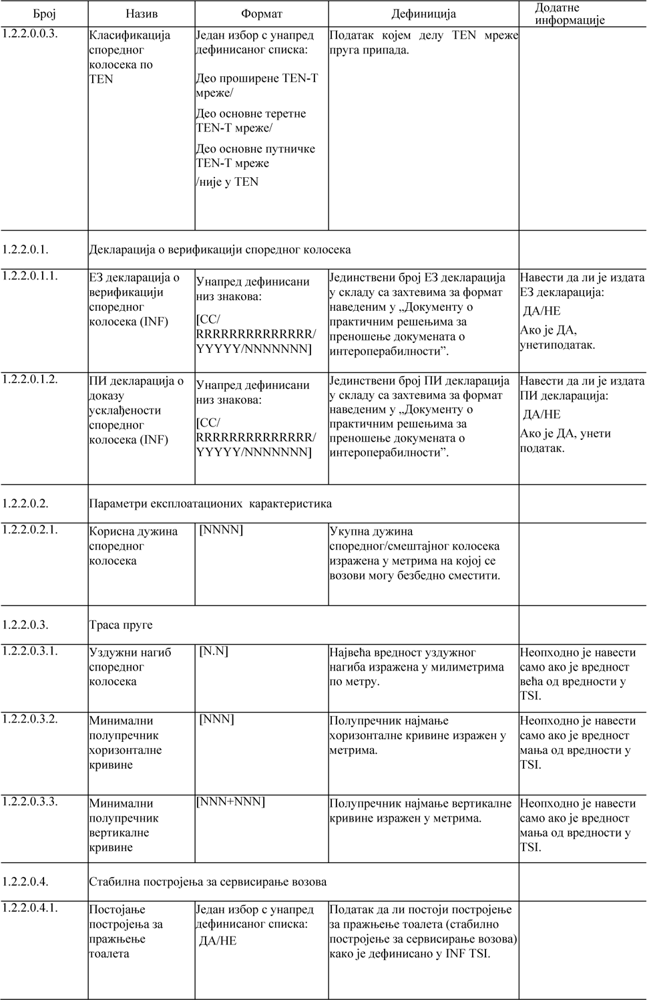 Број Назив Формат Дефиниција Додатне
информације
1.2.2.0.0.3.
Класификација
споредног
колосека по
TEN
Један избор с унапред
дефинисаног списка:
Део проширене TEN-T
мреже/
Део основне теретне
TEN-T мреже/
Део основне путничке
TEN-T мреже
/није у TEN
Податак којем делу TEN мреже
пруга припада.
1.2.2.0.1. Декларација о верификацији споредног колосека
1.2.2.0.1.1.
ЕЗ декларација о
верификацији
споредног
колосека (INF)
Унапред дефинисани
низ знакова:
[CC/
RRRRRRRRRRRRRR/
YYYYY/NNNNNNN]
Јединствени број ЕЗ декларација
у складу са захтевима за формат
наведеним у „Документу о
практичним решењима за
преношење докумената о
интероперабилности”.
Навести да ли је издата
ЕЗ декларација:
ДА/НЕ
Ако је ДА,
унетиподатак.
1.2.2.0.1.2.
ПИ декларација о
доказу
усклађености
споредног
колосека (INF)
Унапред дефинисани
низ знакова:
[CC/
RRRRRRRRRRRRRR/
YYYYY/NNNNNNN]
Јединствени број ПИ декларација
у складу са захтевима за формат
наведеним у „Документу о
практичним решењима за
преношење докумената о
интероперабилности”.
Навести да ли је издата
ПИ декларација:
ДА/НЕ
Ако је ДА, унети
податак.
1.2.2.0.2. Параметри експлоатационих карактеристика
1.2.2.0.2.1.
Корисна дужина
споредног
колосека
[NNNN]
Укупна дужина
споредног/смештајног колосека
изражена у метрима на којој се
возови могу безбедно сместити.
1.2.2.0.3. Траса пруге
1.2.2.0.3.1.
Уздужни нагиб
споредног
колосека
[N.N]
Највећа вредност уздужног
нагиба изражена у милиметрима
по метру.
Неопходно је навести
само ако је вредност
већа од вредности у
TSI.
1.2.2.0.3.2.
Минимални
полупречник
хоризонталне
кривине
[NNN]
Полупречник најмање
хоризонталне кривине изражен у
метрима.
Неопходно је навести
само ако је вредност
мања од вредности у
TSI.
1.2.2.0.3.3.
Минимални
полупречник
вертикалне
кривине
[NNN+NNN]
Полупречник најмање вертикалне
кривине изражен у метрима.
Неопходно је навести
само ако је вредност
мања од вредности у
TSI.
1.2.2.0.4. Стабилна постројења за сервисирање возова
1.2.2.0.4.1.
Постојање
постројења за
пражњење
тоалета
Један избор с унапред
дефинисаног списка:
ДА/НЕ
Податак да ли постоји постројење
за пражњење тоалета (стабилно
постројење за сервисирање возова)
како је дефинисано у INF TSI.